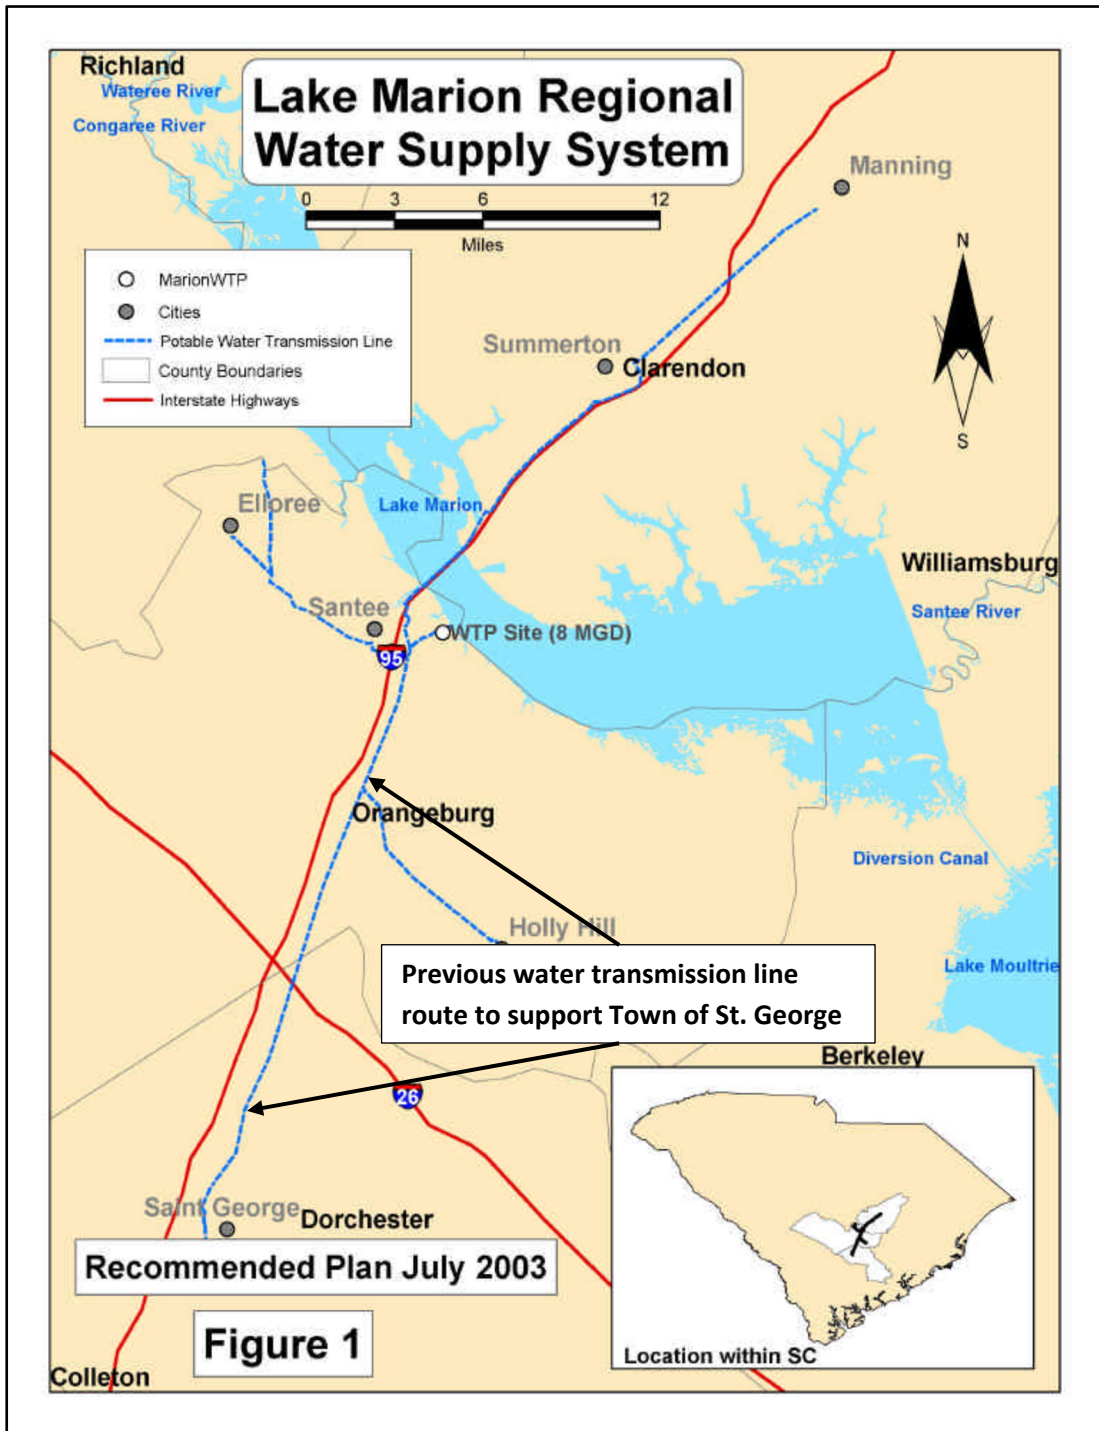 Richland
Wateree River
Congaree River
Lake Marion Regional
Water Supply System
0 3 6 12
Miles
Manning
N
S
MarionWTP
Cities
Potable Water Transmission Line
County Boundaries
Interstate Highways
Summerton
Clarendon
Elloree
Lake Marion
Williamsburg
Santee River
Santee
WTP Site (8 MGD)
95
Orangeburg
Diversion Canal
Holly Hill
Previous water transmission line
route to support Town of St. George
Lake Moultrie
Berkeley
26
Saint George
Dorchester
Recommended Plan July 2003
Figure 1
Colleton
Location within SC